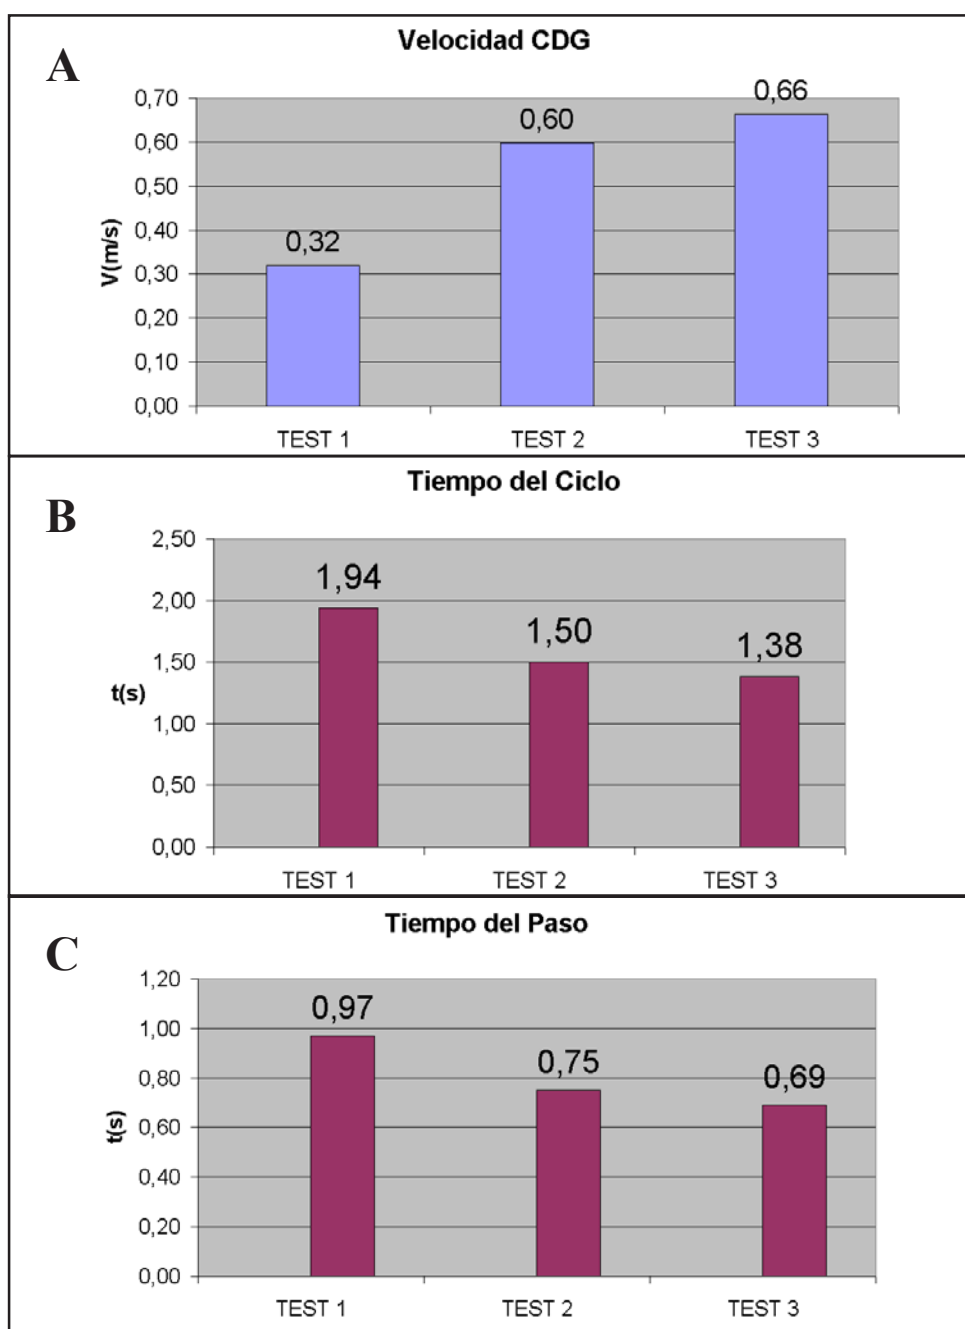 A
Velocidad CDG
V(m/s)
0,70
0,60
0,50
0,40
0,30
0,20
0,10
0,00
0,32
0,60
0,66
TEST 1
TEST 2
TEST 3
B
Tiempo del Ciclo
t(s)
2,50
2,00
1,50
1,00
0,50
0,00
1,94
1,50
1,38
TEST 1
TEST 2
TEST 3
C
Tiempo del Paso
t(s)
1,20
1,00
0,80
0,60
0,40
0,20
0,00
0,97
0,75
0,69
TEST 1
TEST 2
TEST 3